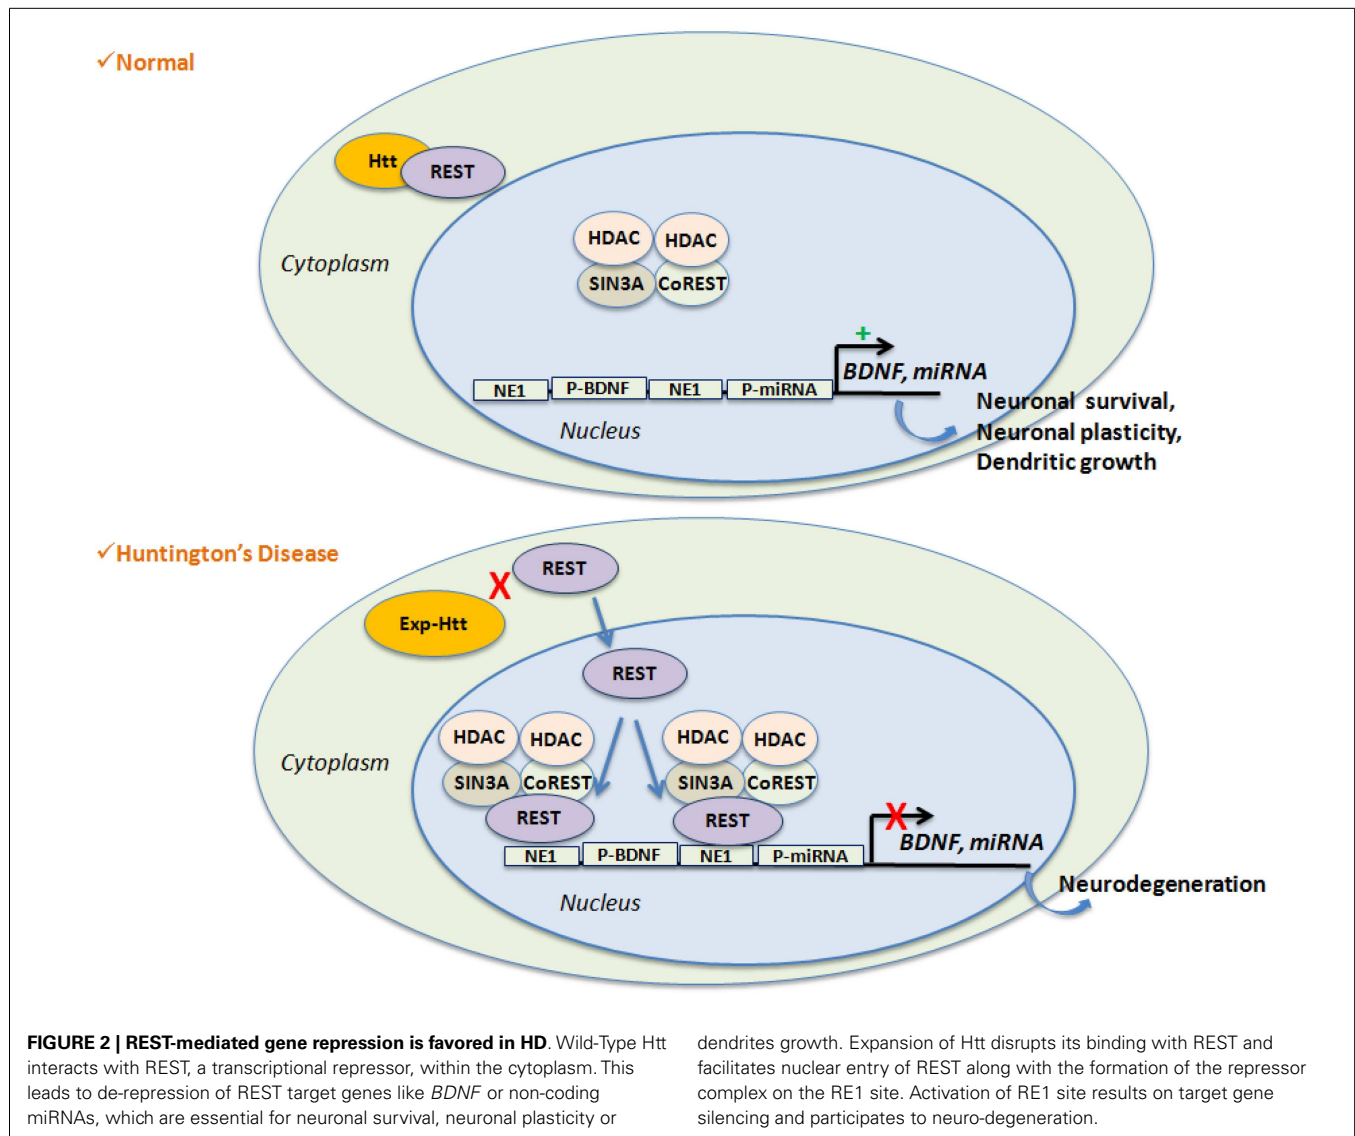 ✓Normal
Htt
REST
HDAC HDAC
Cytoplasm
SIN3A CoREST
+
BDNF, miRNA
NE1 P-BDNF NE1 P-miRNA
Neuronal survival,
Nucleus
Neuronal plasticity,
Dendritic growth
✓Huntington's Disease
REST
X
Exp-Htt
REST
HDAC HDAC HDAC HDAC
Cytoplasm
SIN3A CoREST SIN3A CoREST
REST REST
X
BDNF, miRNA
NE1 P-BDNF NE1 P-miRNA
Neurodegeneration
Nucleus
FIGURE 2 | REST-mediated gene repression is favored in HD. Wild-Type Htt
interacts with REST, a transcriptional repressor, within the cytoplasm. This
leads to de-repression of REST target genes like BDNF or non-coding
miRNAs, which are essential for neuronal survival, neuronal plasticity or
dendrites growth. Expansion of Htt disrupts its binding with REST and
facilitates nuclear entry of REST along with the formation of the repressor
complex on the RE1 site. Activation of RE1 site results on target gene
silencing and participates to neuro-degeneration.